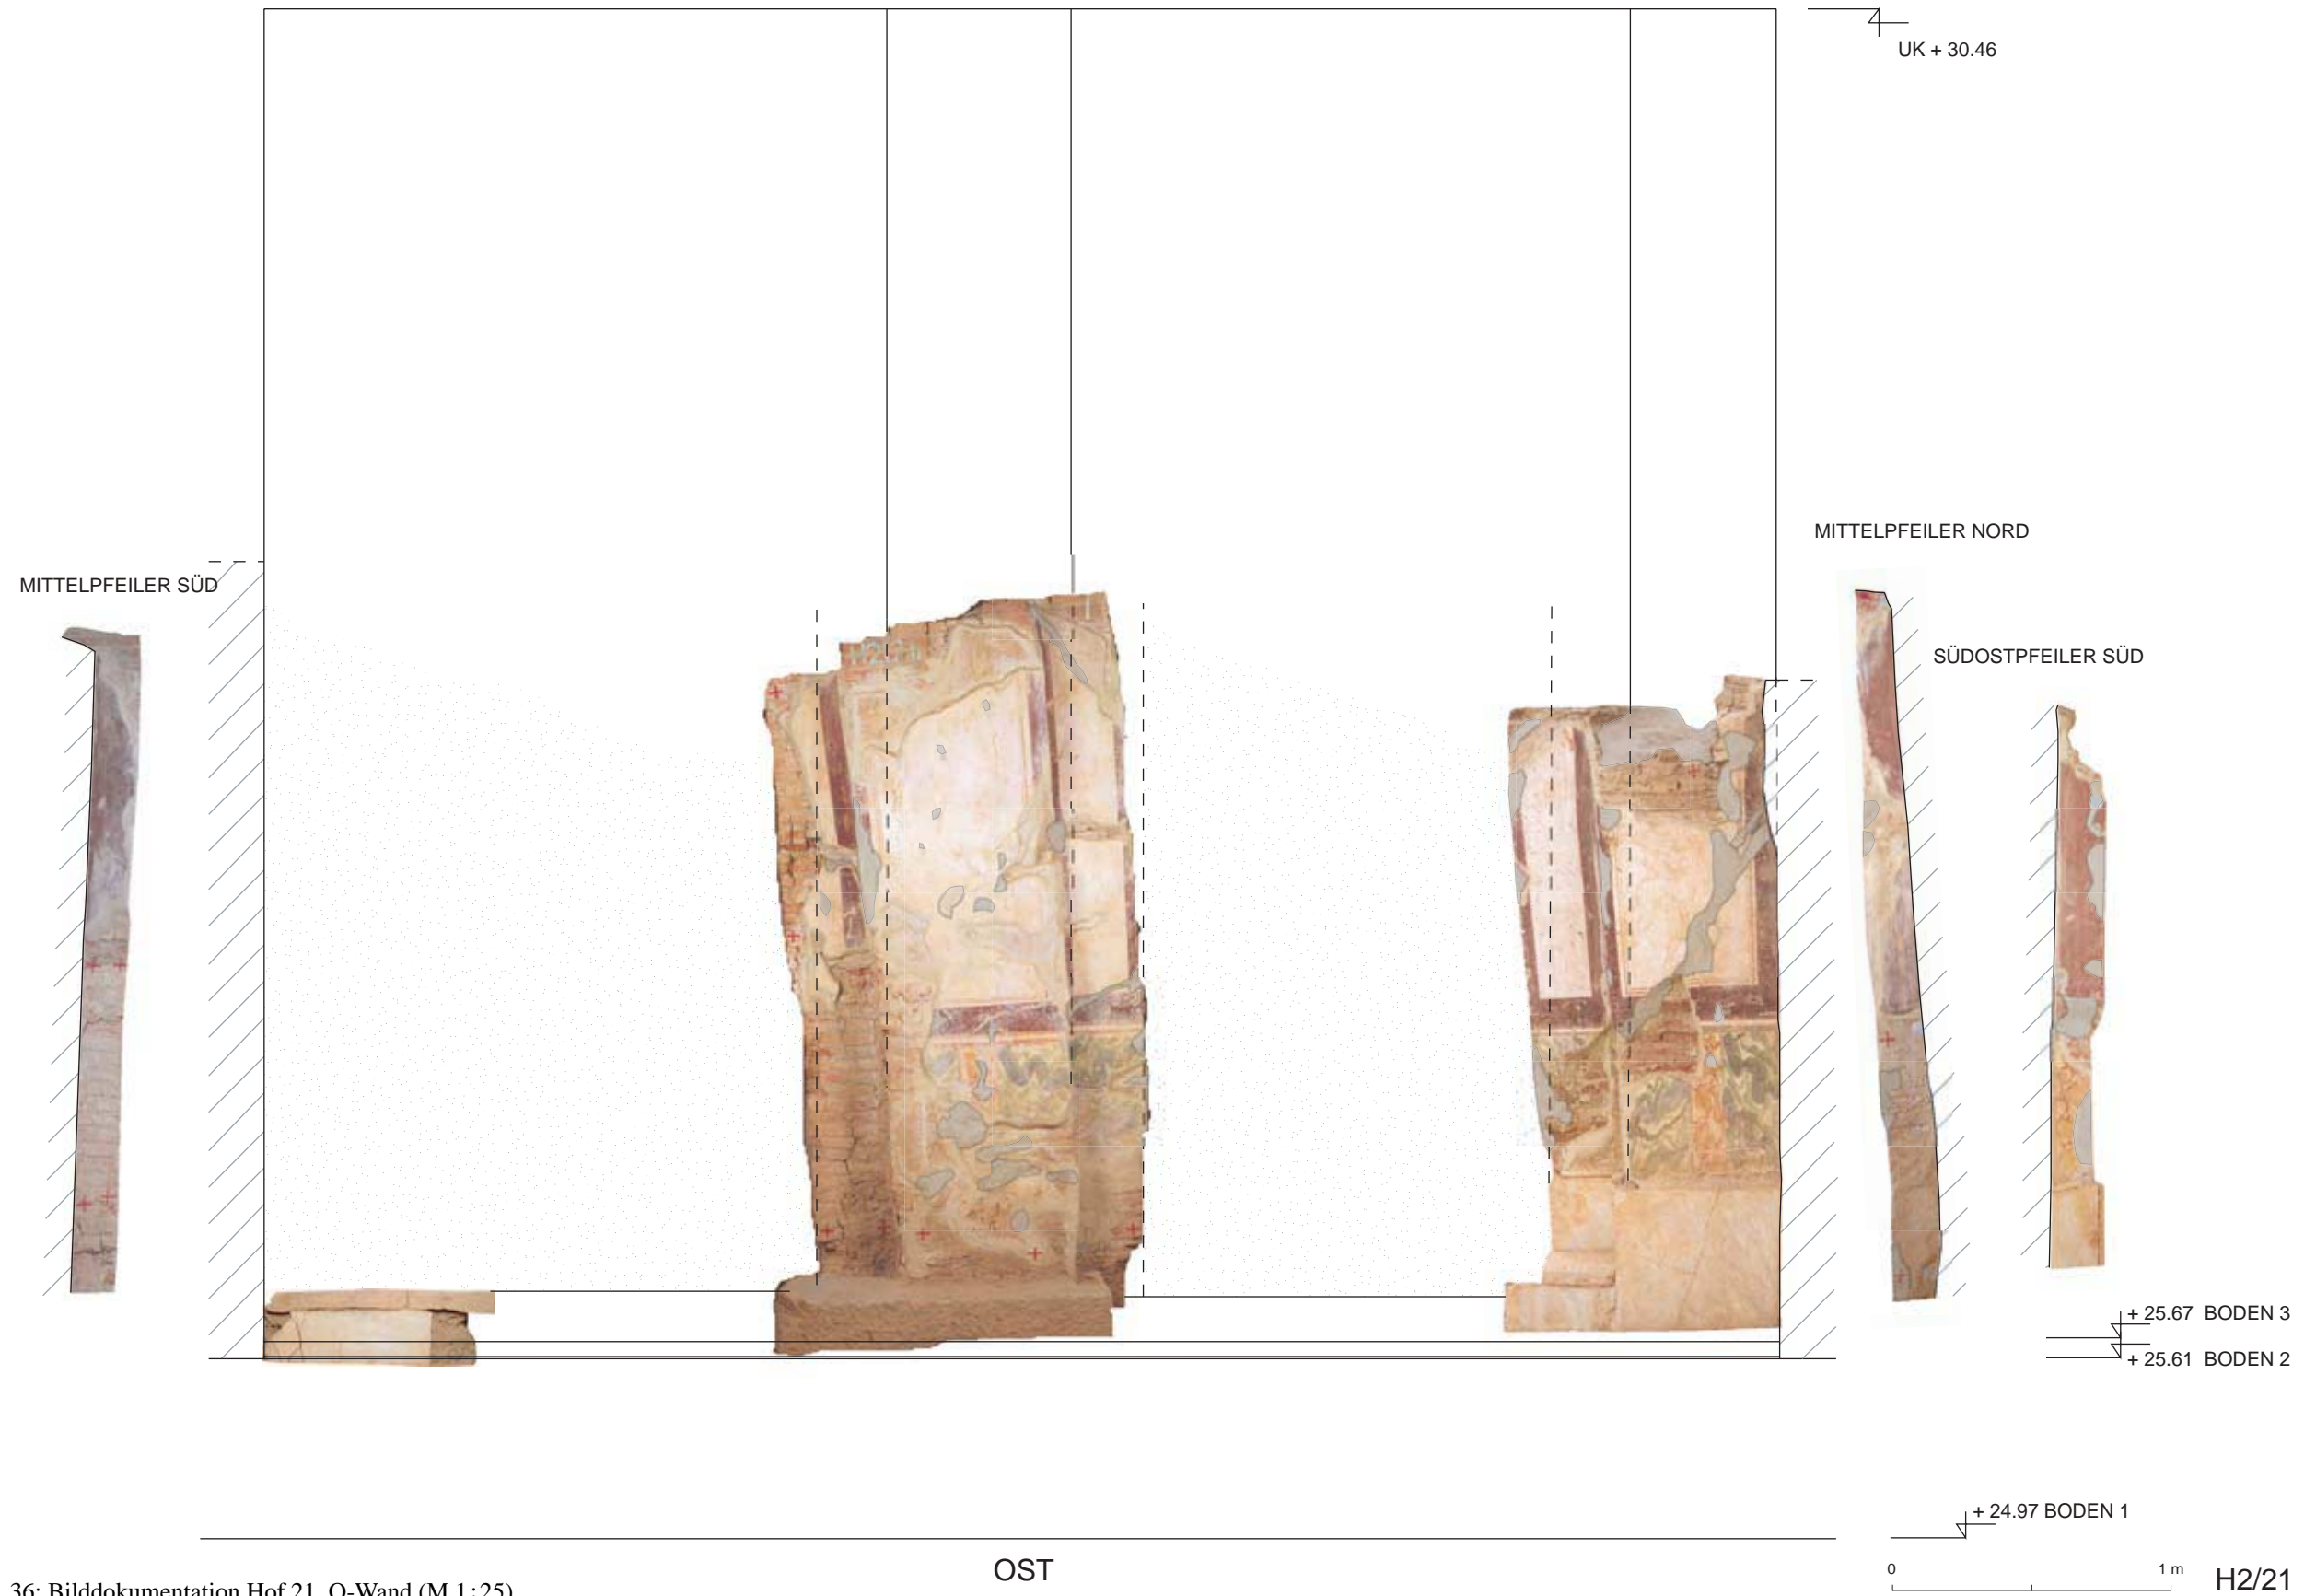 UK + 30.46
MITTELPFEILER NORD
MITTELPFEILER SÜD
SÜDOSTPFEILER SÜD
+ 25.67 BODEN 3
+ 25.61 BODEN 2
+ 24.97 BODEN 1
OST
0 1 m
H2/21
36: Bilddokumentation Hof 21, O-Wand (M 1:25)